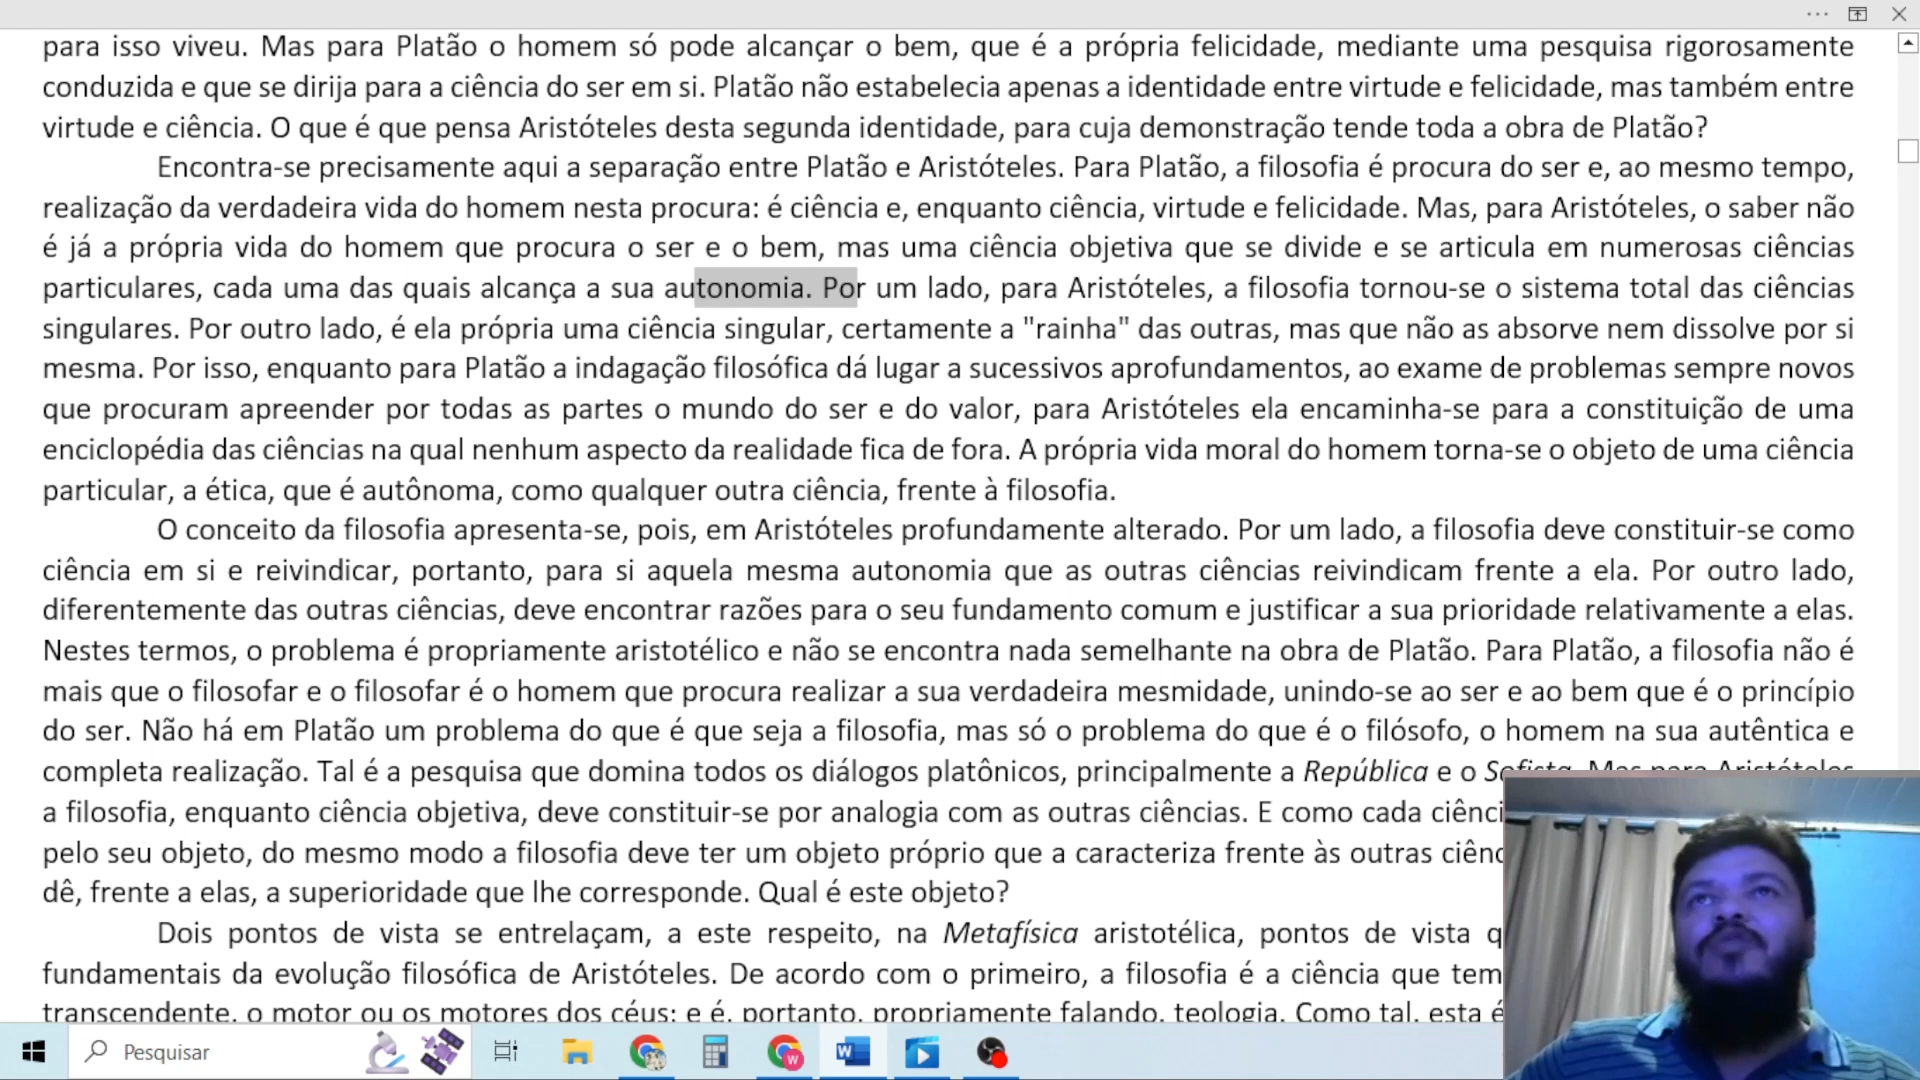 para isso viveu. Mas para Platão o homem só pode alcançar o bem, que é a própria felicidade, mediante uma pesquisa rigorosamente
conduzida e que se dirija para a ciência do ser em si. Platão não estabelecia apenas a identidade entre virtude e felicidade, mas também entre
virtude e ciência. O que é que pensa Aristóteles desta segunda identidade, para cuja demonstração tende toda a obra de Platão?
Encontra-se precisamente aqui a separação entre Platão e Aristóteles. Para Platão, a filosofia é procura do ser e, ao mesmo tempo,
realização da verdadeira vida do homem nesta procura: é ciência e, enquanto ciência, virtude e felicidade. Mas, para Aristóteles, o saber não
é já a própria vida do homem que procura o ser e o bem, mas uma ciência objetiva que se divide e se articula em numerosas ciências
particulares, cada uma das quais alcança a sua autonomia. Por um lado, para Aristóteles, a filosofia tornou-se o sistema total das ciências
singulares. Por outro lado, é ela própria uma ciência singular, certamente a "rainha" das outras, mas que não as absorve nem dissolve por si
mesma. Por isso, enquanto para Platão a indagação filosófica dá lugar a sucessivos aprofundamentos, ao exame de problemas sempre novos
que procuram apreender por todas as partes o mundo do ser e do valor, para Aristóteles ela encaminha-se para a constituição de uma
enciclopédia das ciências na qual nenhum aspecto da realidade fica de fora. A própria vida moral do homem torna-se o objeto de uma ciência
particular, a ética, que é autônoma, como qualquer outra ciência, frente à filosofia.
O conceito da filosofia apresenta-se, pois, em Aristóteles profundamente alterado. Por um lado, a filosofia deve constituir-se como
ciência em si e reivindicar, portanto, para si aquela mesma autonomia que as outras ciências reivindicam frente a ela. Por outro lado,
diferentemente das outras ciências, deve encontrar razões para o seu fundamento comum e justificar a sua prioridade relativamente a elas.
Nestes termos, o problema é propriamente aristotélico e não se encontra nada semelhante na obra de Platão. Para Platão, a filosofia não é
mais que o filosofar e o filosofar é o homem que procura realizar a sua verdadeira mesmidade, unindo-se ao ser e ao bem que é o princípio
do ser. Não há em Platão um problema do que é que seja a filosofia, mas só o problema do que é o filósofo, o homem na sua autêntica e
completa realização. Tal é a pesquisa que domina todos os diálogos platônicos, principalmente a República e o Sofista. Mas para Aristóteles
a filosofia, enquanto ciência objetiva, deve constituir-se por analogia com as outras ciências. E como cada ciênci
pelo seu objeto, do mesmo modo a filosofia deve ter um objeto próprio que a caracteriza frente às outras ciênc
dê, frente a elas, a superioridade que lhe corresponde. Qual é este objeto?
Dois pontos de vista se entrelaçam, a este respeito, na Metafísica aristotélica, pontos de vista q
fundamentais da evolução filosófica de Aristóteles. De acordo com o primeiro, a filosofia é a ciência que tem
transcendente, o motor ou os motores dos céus; e é, portanto, propriamente falando, teologia. Como tal, esta é
Pesquisar